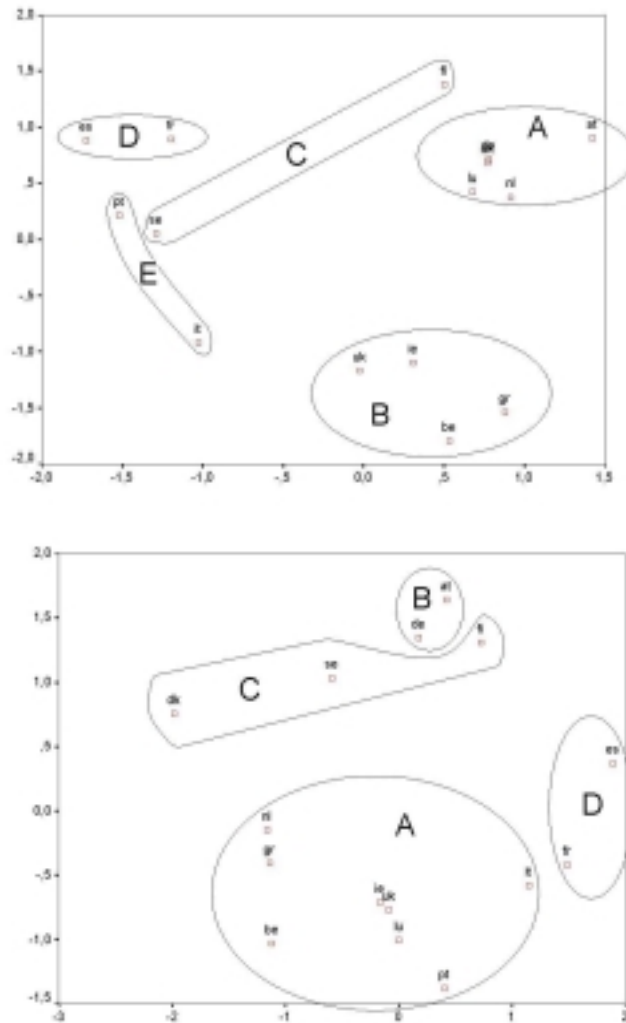 2,0
1,5
fi
es
fr
D
A
at
1,0
C
lu
nl
,5
pt
se
0,0
E
-,5
it
-1,0
uk
ie
-1,5
B
gr
be
-2,0
-2,0 -1,5 -1,0 -,5 0,0 ,5 1,0 1,5
2,0
B
at
1,5
de
fi
se
1,0
dk
C
,5
es
D
0,0
nl
A
gr
fr
-,5
it
ie
uk
be
lu
-1,0
pt
-1,5
-3 -2 -1 0 1 2